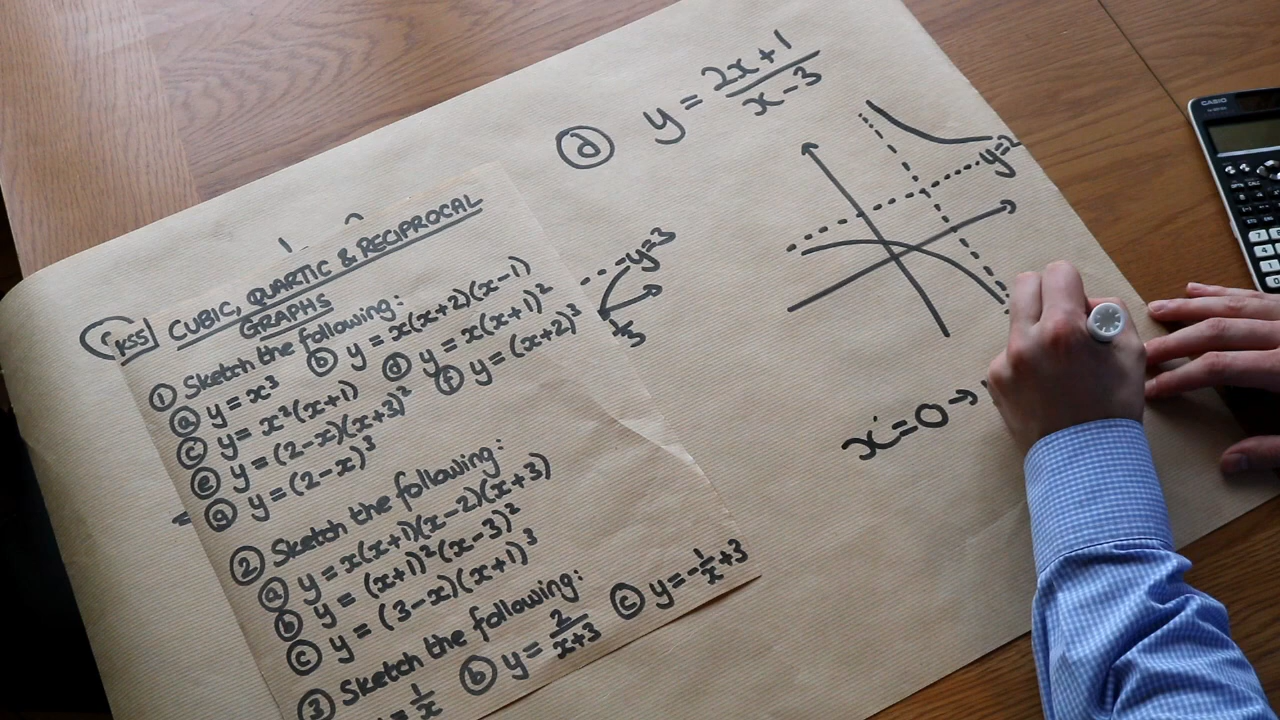 KS5 CUBIC, QUARTIC & RECIPROCAL
GRAPHS
① Sketch the following:
ⓐ y = x³ ⓑ y = x(x+2)(x-1)
ⓒ y = x²(x+1) ⓓ y = x(x+1)²
ⓔ y = (2-x)(x+3)² ⓕ y = (x+2)³
ⓖ y = (2-x)³
② Sketch the following:
ⓐ y = x(x+1)(x-2)(x+3)
ⓑ y = (x+1)²(x-3)²
ⓒ y = (3-x)(x+1)³
③ Sketch the following:
= 1/x ⓑ y = 2/(x+3) ⓒ y = -1/x + 3
y=3
1/3
ⓓ y = (2x+1)/(x-3)
y=2
x=0 →
CASIO